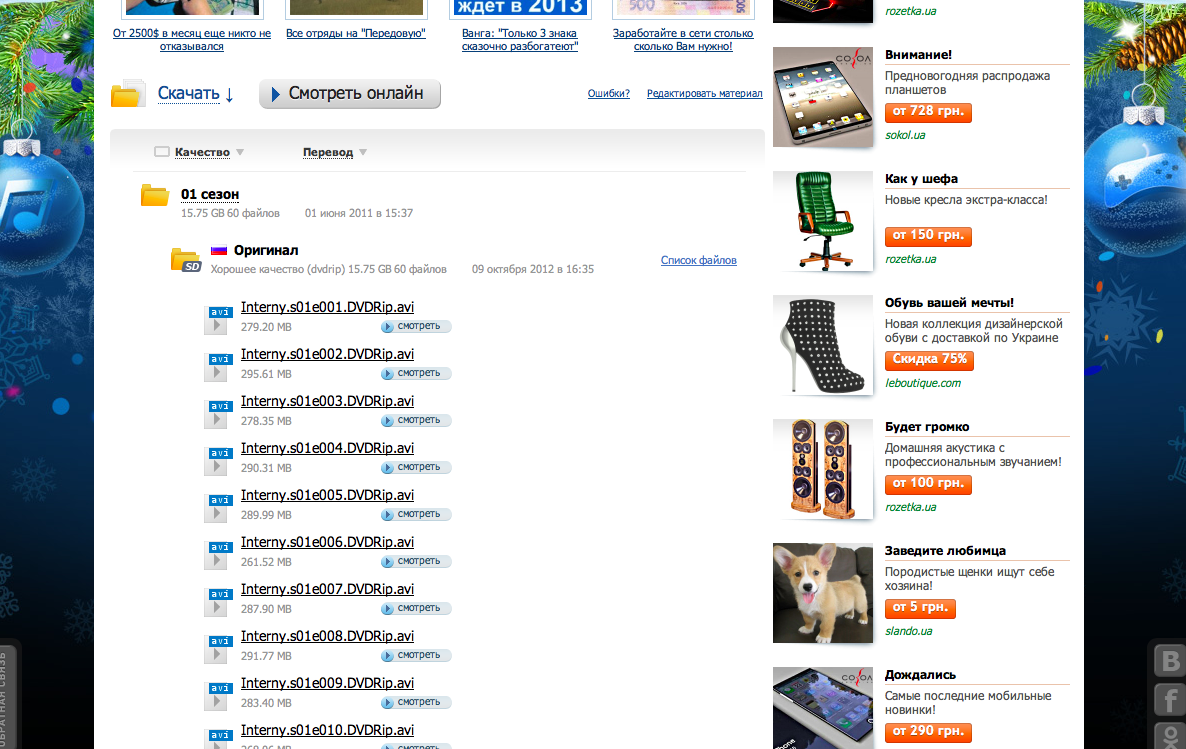 ждет в 2013
500
500
От 2500$ в месяц еще никто не
отказывался
Все отряды на "Передовую"
Ванга: "Только 3 знака
сказочно разбогатеют"
Заработайте в сети столько
сколько Вам нужно!
Скачать ↓
Смотреть онлайн
Ошибки?
Редактировать материал
Качество
Перевод
01 сезон
15.75 GB 60 файлов
01 июня 2011 в 15:37
Оригинал
SD
Хорошее качество (dvdrip) 15.75 GB 60 файлов
09 октября 2012 в 16:35
Список файлов
avi
Interny.s01e001.DVDRip.avi
279.20 MB
смотреть
avi
Interny.s01e002.DVDRip.avi
295.61 MB
смотреть
avi
Interny.s01e003.DVDRip.avi
278.35 MB
смотреть
avi
Interny.s01e004.DVDRip.avi
290.31 MB
смотреть
avi
Interny.s01e005.DVDRip.avi
289.99 MB
смотреть
avi
Interny.s01e006.DVDRip.avi
261.52 MB
смотреть
avi
Interny.s01e007.DVDRip.avi
287.90 MB
смотреть
avi
Interny.s01e008.DVDRip.avi
291.77 MB
смотреть
avi
Interny.s01e009.DVDRip.avi
283.40 MB
смотреть
avi
Interny.s01e010.DVDRip.avi
rozetka.ua
Внимание!
Предновогодняя распродажа
планшетов
от 728 грн.
sokol.ua
Как у шефа
Новые кресла экстра-класса!
от 150 грн.
rozetka.ua
Обувь вашей мечты!
Новая коллекция дизайнерской
обуви с доставкой по Украине
Скидка 75%
leboutique.com
Будет громко
Домашняя акустика с
профессиональным звучанием!
от 100 грн.
rozetka.ua
Заведите любимца
Породистые щенки ищут себе
хозяина!
от 5 грн.
slando.ua
Дождались
Самые последние мобильные
новинки!
от 290 грн.
ОБРАТНАЯ СВЯЗЬ
В
f